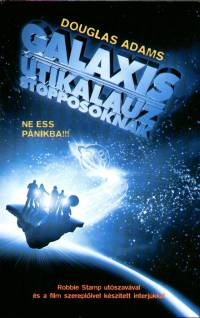 DOUGLAS ADAMS
GALAXIS
ÚTIKALAUZ
STOPPOSOKNAK
NE ESS
PÁNIKBA!!!
Robbie Stamp utószavával
és a film szereplőivel készített interjúkkal